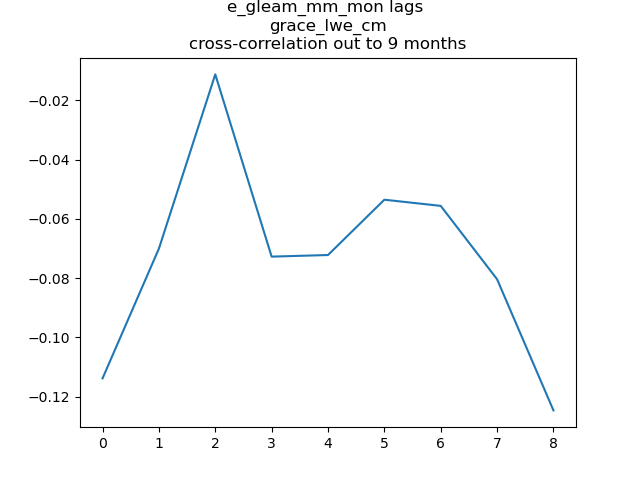 e_gleam_mm_mon lags
grace_lwe_cm
cross-correlation out to 9 months
−0.02
−0.04
−0.06
−0.08
−0.10
−0.12
0 1 2 3 4 5 6 7 8